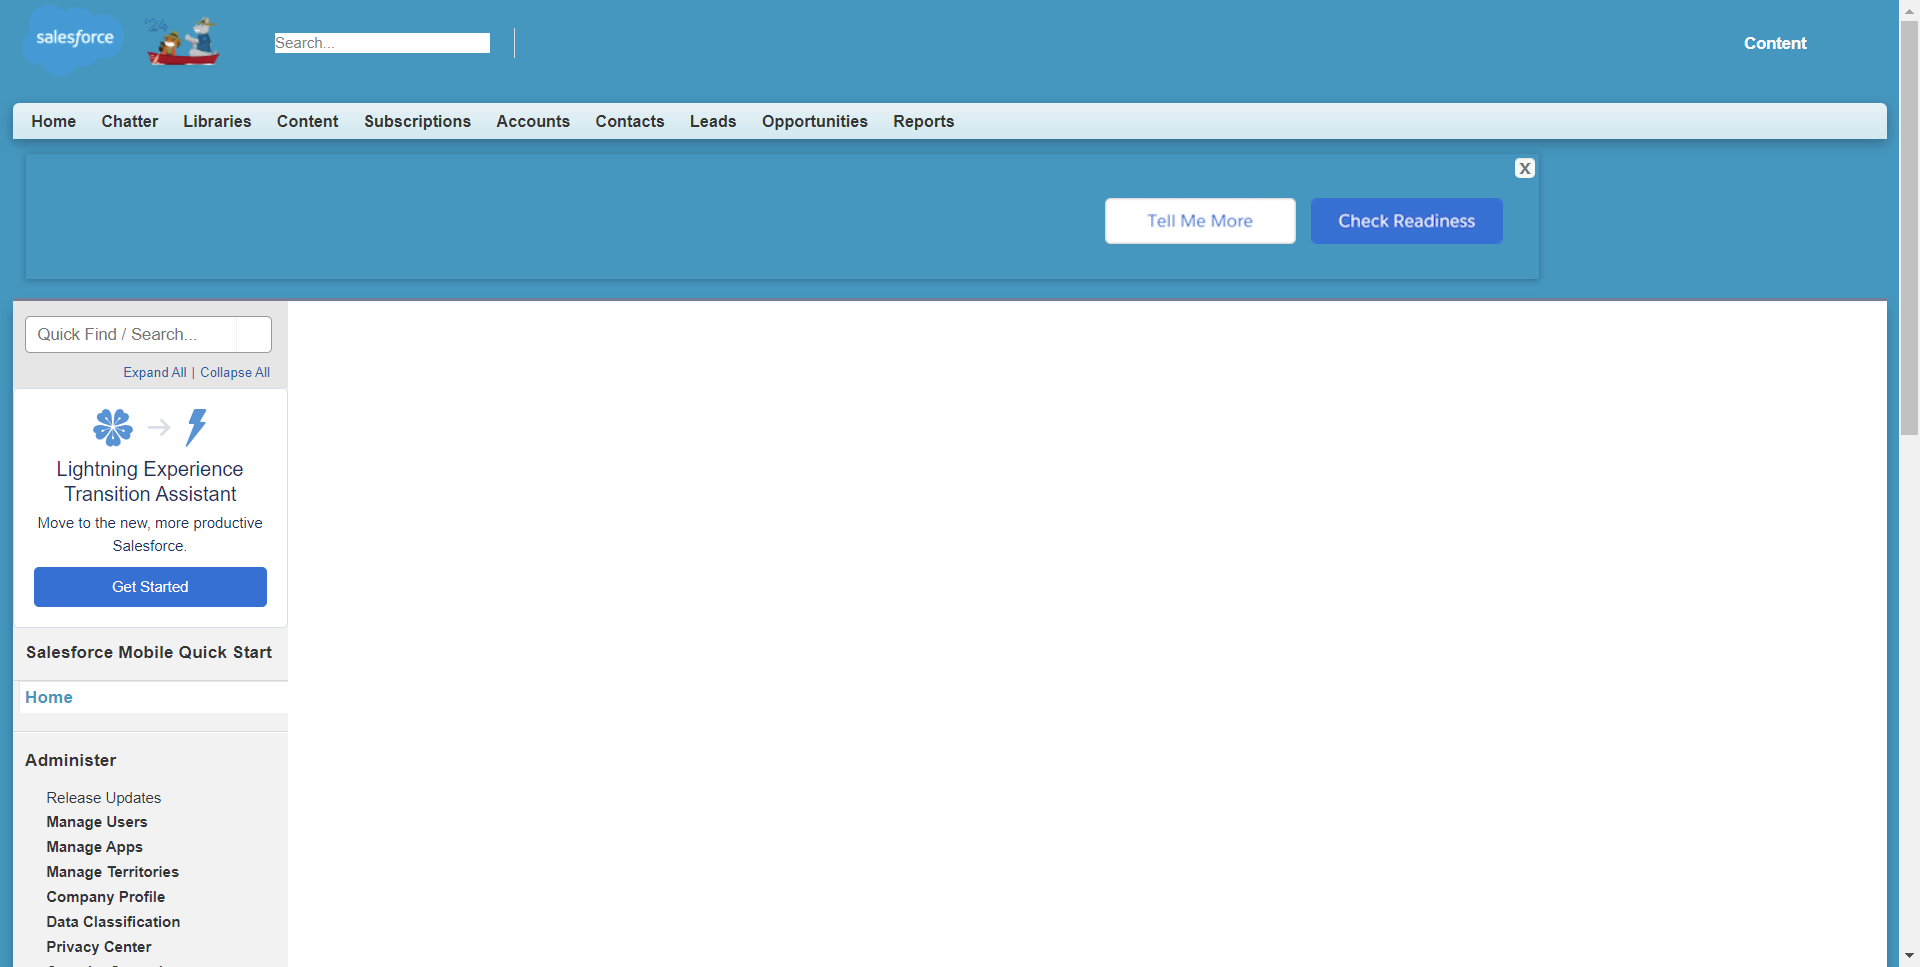 salesforce
'24
Search...
Content
Home Chatter Libraries Content Subscriptions Accounts Contacts Leads Opportunities Reports
X
Tell Me More Check Readiness
Quick Find / Search...
Expand All | Collapse All
Lightning Experience
Transition Assistant
Move to the new, more productive
Salesforce.
Get Started
Salesforce Mobile Quick Start
Home
Administer
Release Updates
Manage Users
Manage Apps
Manage Territories
Company Profile
Data Classification
Privacy Center